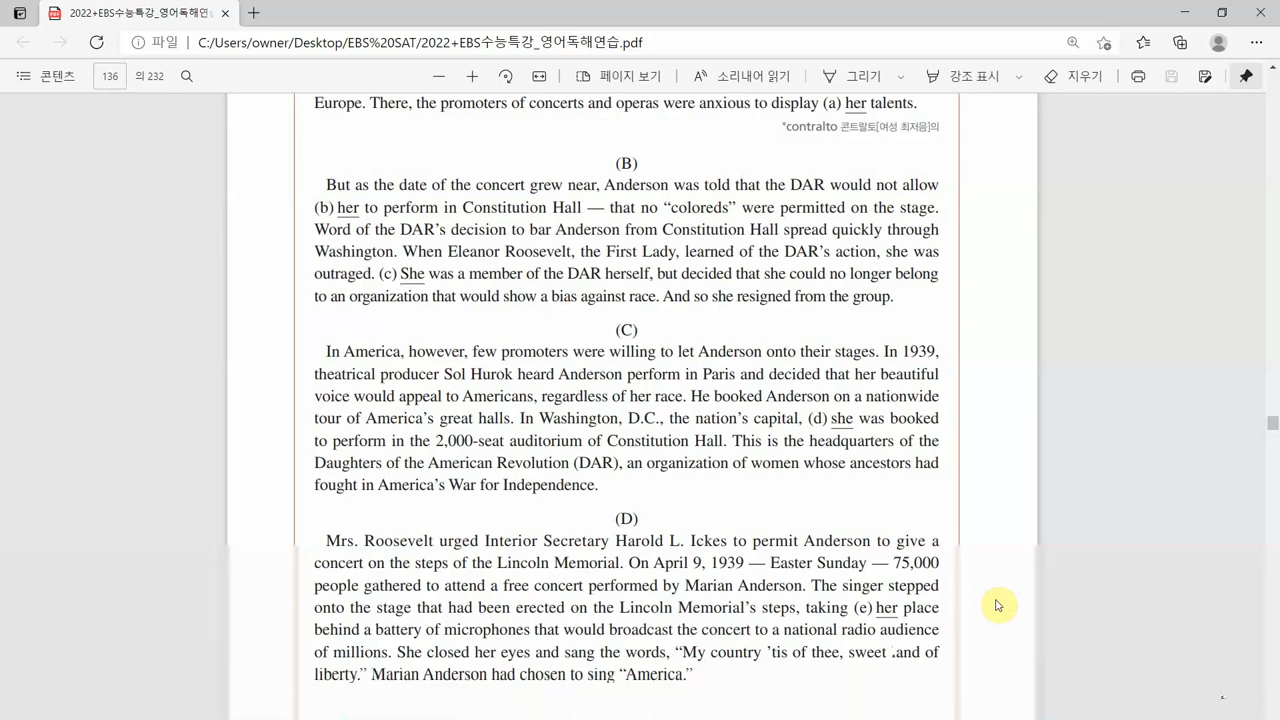 2022+EBS수능특강_영어독해연습
파일 C:/Users/owner/Desktop/EBS%20SAT/2022+EBS수능특강_영어독해연습.pdf
콘텐츠 136 의 232 페이지 보기 소리내어 읽기 그리기 강조 표시 지우기
Europe. There, the promoters of concerts and operas were anxious to display (a) her talents.
*contralto 콘트랄토[여성 최저음]의
(B)
But as the date of the concert grew near, Anderson was told that the DAR would not allow
(b) her to perform in Constitution Hall — that no “coloreds” were permitted on the stage.
Word of the DAR’s decision to bar Anderson from Constitution Hall spread quickly through
Washington. When Eleanor Roosevelt, the First Lady, learned of the DAR’s action, she was
outraged. (c) She was a member of the DAR herself, but decided that she could no longer belong
to an organization that would show a bias against race. And so she resigned from the group.
(C)
In America, however, few promoters were willing to let Anderson onto their stages. In 1939,
theatrical producer Sol Hurok heard Anderson perform in Paris and decided that her beautiful
voice would appeal to Americans, regardless of her race. He booked Anderson on a nationwide
tour of America’s great halls. In Washington, D.C., the nation’s capital, (d) she was booked
to perform in the 2,000-seat auditorium of Constitution Hall. This is the headquarters of the
Daughters of the American Revolution (DAR), an organization of women whose ancestors had
fought in America’s War for Independence.
(D)
Mrs. Roosevelt urged Interior Secretary Harold L. Ickes to permit Anderson to give a
concert on the steps of the Lincoln Memorial. On April 9, 1939 — Easter Sunday — 75,000
people gathered to attend a free concert performed by Marian Anderson. The singer stepped
onto the stage that had been erected on the Lincoln Memorial’s steps, taking (e) her place
behind a battery of microphones that would broadcast the concert to a national radio audience
of millions. She closed her eyes and sang the words, “My country ’tis of thee, sweet land of
liberty.” Marian Anderson had chosen to sing “America.”